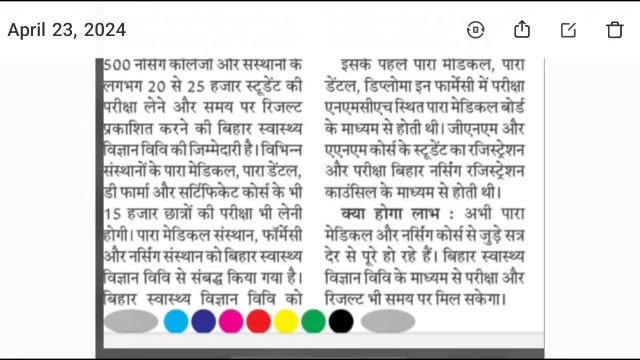 April 23, 2024
500 नर्सिंग कॉलेजों और संस्थानों के
लगभग 20 से 25 हजार स्टूडेंट की
परीक्षा लेने और समय पर रिजल्ट
प्रकाशित करने की बिहार स्वास्थ्य
विज्ञान विवि की जिम्मेदारी है। विभिन्न
संस्थानों के पारा मेडिकल, पारा डेंटल,
डी फार्मा और सर्टिफिकेट कोर्स के भी
15 हजार छात्रों की परीक्षा भी लेनी
होगी। पारा मेडिकल संस्थान, फॉर्मेसी
और नर्सिंग संस्थान को बिहार स्वास्थ्य
विज्ञान विवि से संबद्ध किया गया है।
बिहार स्वास्थ्य विज्ञान विवि को
इसके पहले पारा मेडिकल, पारा
डेंटल, डिप्लोमा इन फार्मेसी में परीक्षा
एनएमसीएच स्थित पारा मेडिकल बोर्ड
के माध्यम से होती थी। जीएनएम और
एएनएम कोर्स के स्टूडेंट का रजिस्ट्रेशन
और परीक्षा बिहार नर्सिंग रजिस्ट्रेशन
काउंसिल के माध्यम से होती थी।
क्या होगा लाभ : अभी पारा
मेडिकल और नर्सिंग कोर्स से जुड़े सत्र
देर से पूरे हो रहे हैं। बिहार स्वास्थ्य
विज्ञान विवि के माध्यम से परीक्षा और
रिजल्ट भी समय पर मिल सकेगा।